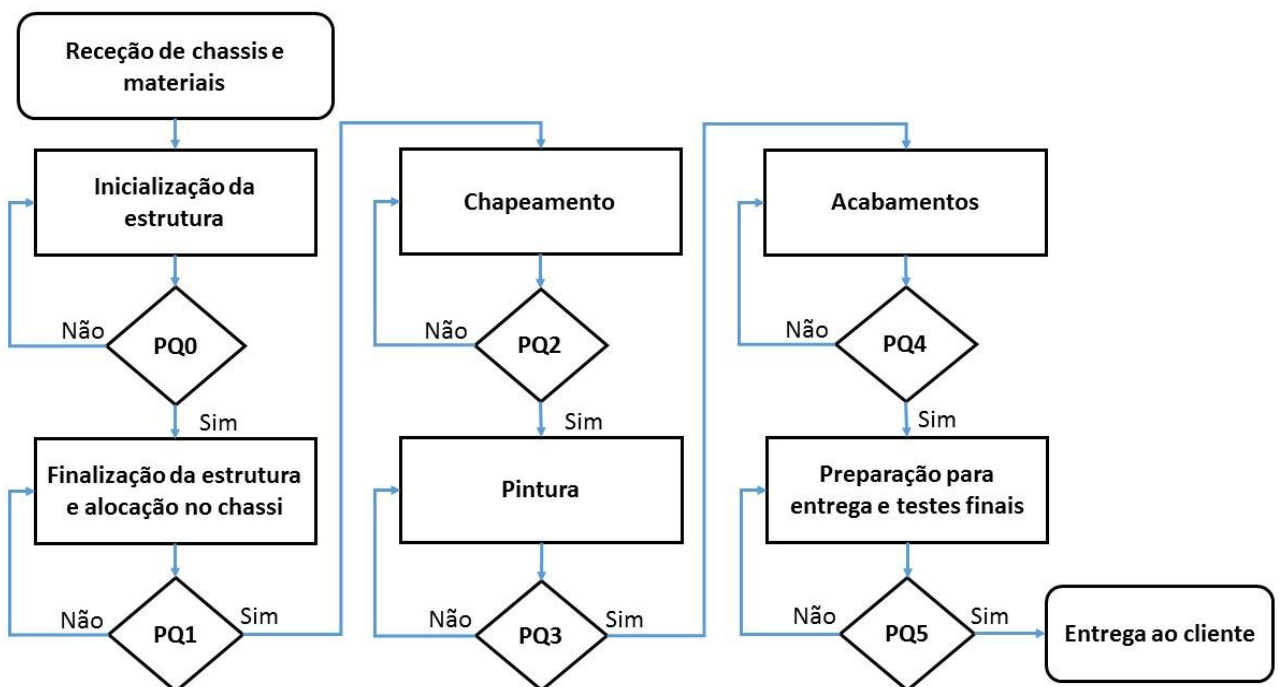 Receção de chassis e
materiais
Inicialização da
estrutura
Não
PQ0
Sim
Finalização da estrutura
e alocação no chassi
Não
PQ1
Sim
Chapeamento
Não
PQ2
Sim
Pintura
Não
PQ3
Sim
Acabamentos
Não
PQ4
Sim
Preparação para
entrega e testes finais
Não
PQ5
Sim
Entrega ao cliente